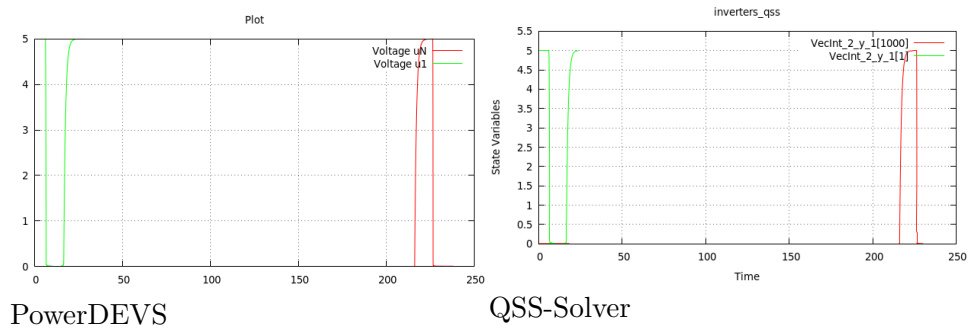 Plot
Voltage uN
Voltage u1
5
4
3
2
1
0
0 50 100 150 200 250
PowerDEVS
inverters_qss
VecInt_2_y_1[1000]
VecInt_2_y_1[1]
State Variables
5.5
5
4.5
4
3.5
3
2.5
2
1.5
1
0.5
0
0 50 100 150 200 250
Time
QSS-Solver